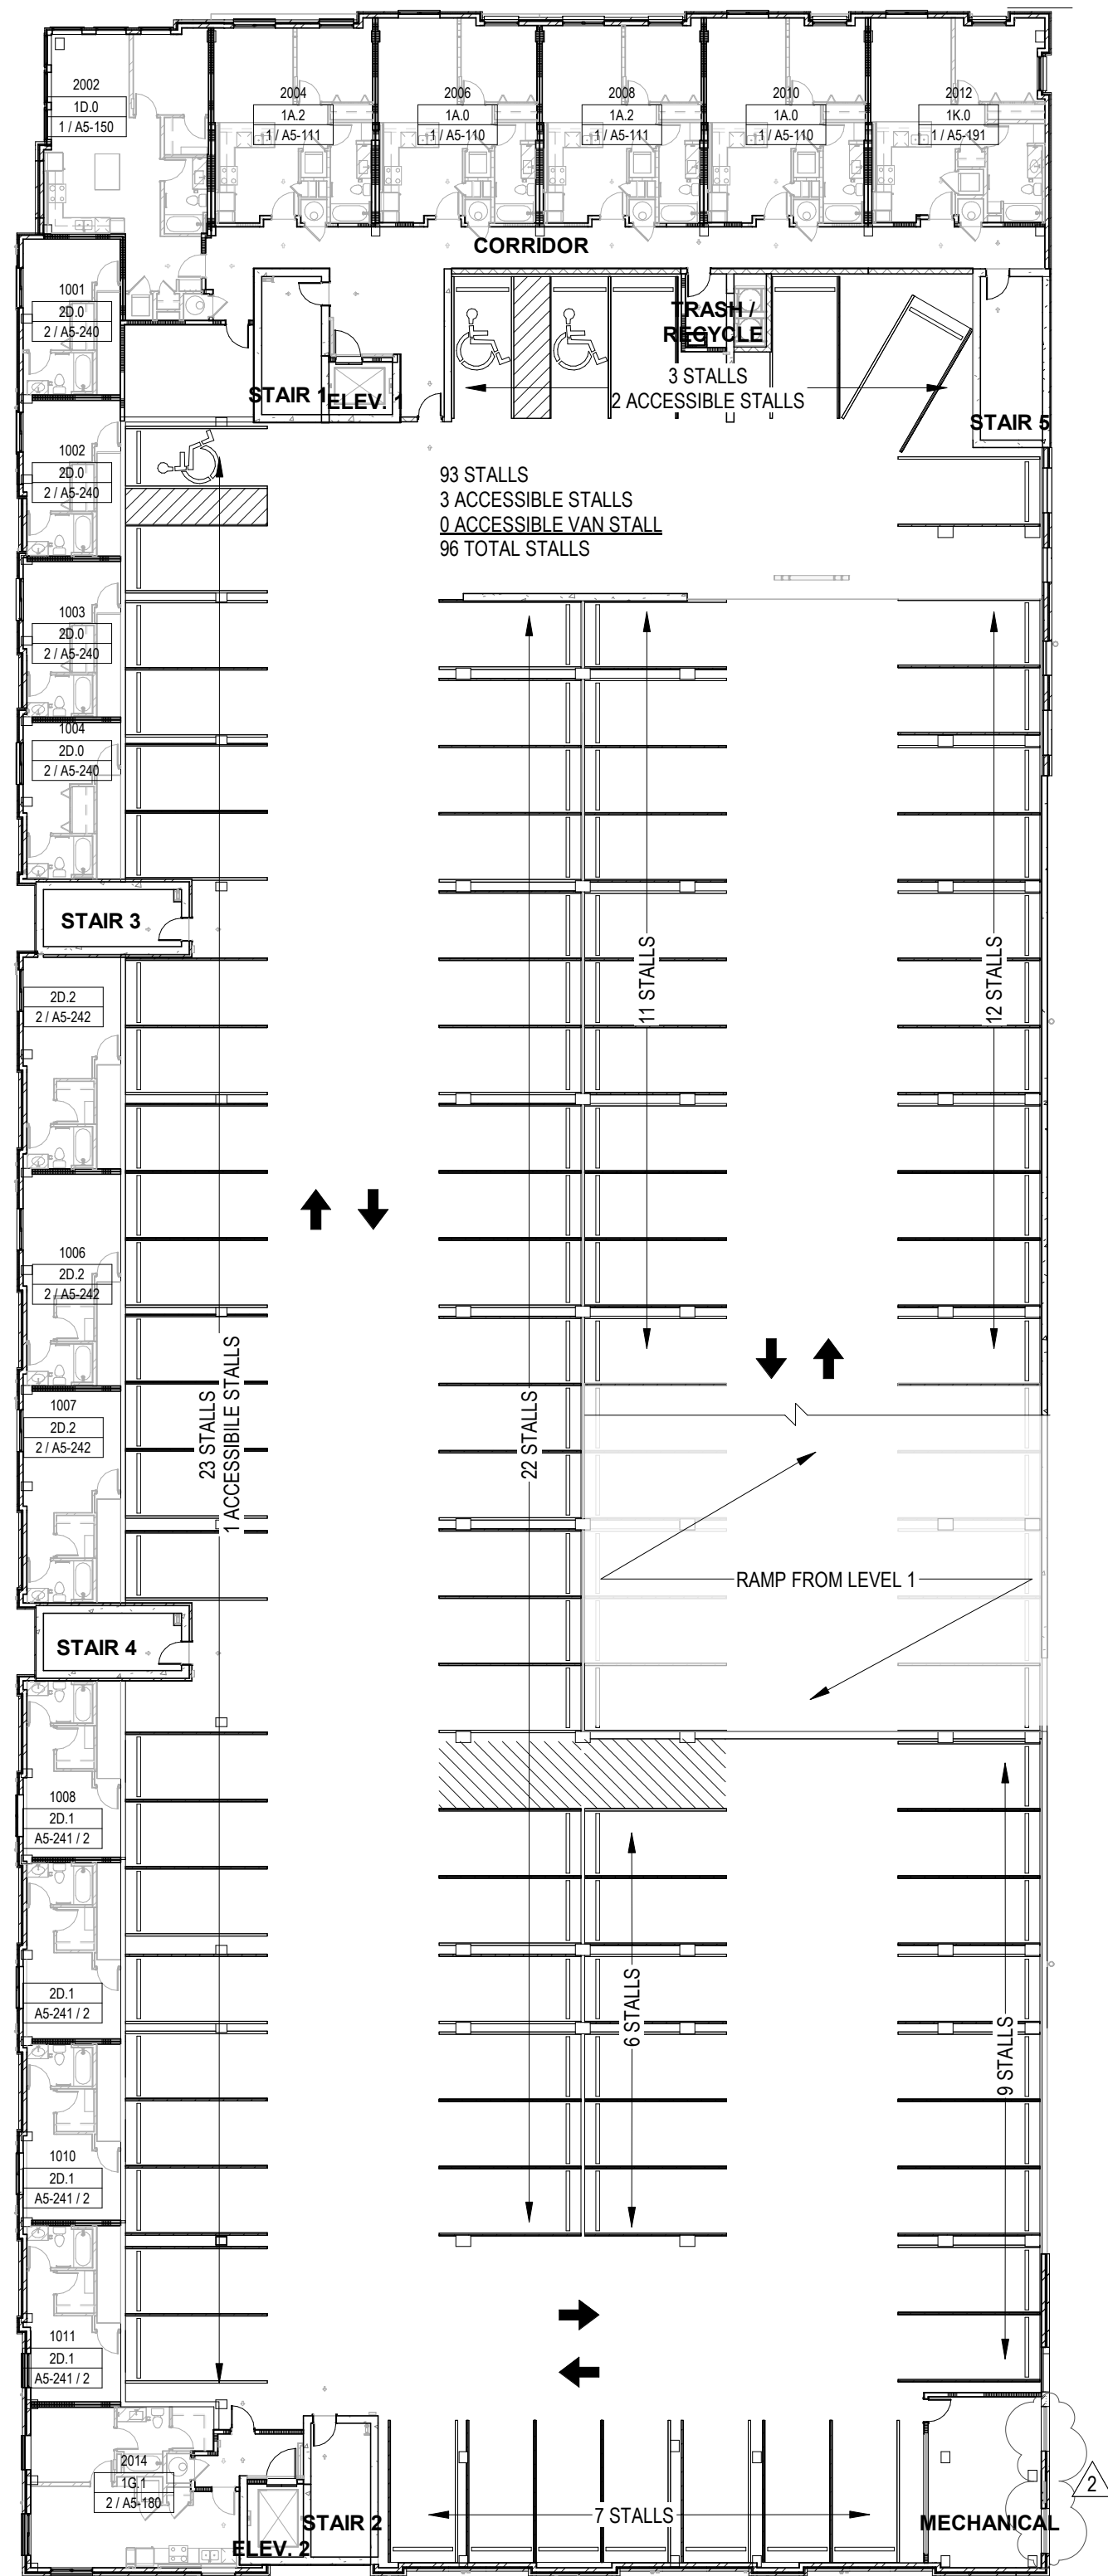 2002
1D.0
1 / A5-150
2004
1A.2
1 / A5-111
2006
1A.0
1 / A5-110
2008
1A.2
1 / A5-111
2010
1A.0
1 / A5-110
2012
1K.0
1 / A5-191
CORRIDOR
1001
2D.0
2 / A5-240
STAIR 1
ELEV. 1
TRASH /
RECYCLE
3 STALLS
2 ACCESSIBLE STALLS
STAIR 5
1002
2D.0
2 / A5-240
93 STALLS
3 ACCESSIBLE STALLS
0 ACCESSIBLE VAN STALL
96 TOTAL STALLS
1003
2D.0
2 / A5-240
1004
2D.0
2 / A5-240
STAIR 3
11 STALLS
12 STALLS
2D.2
2 / A5-242
1006
2D.2
2 / A5-242
1007
2D.2
2 / A5-242
23 STALLS
1 ACCESSIBILE STALLS
22 STALLS
RAMP FROM LEVEL 1
STAIR 4
1008
2D.1
A5-241 / 2
2D.1
A5-241 / 2
6 STALLS
9 STALLS
1010
2D.1
A5-241 / 2
1011
2D.1
A5-241 / 2
2014
1G.1
2 / A5-180
STAIR 2
ELEV. 2
7 STALLS
MECHANICAL
2